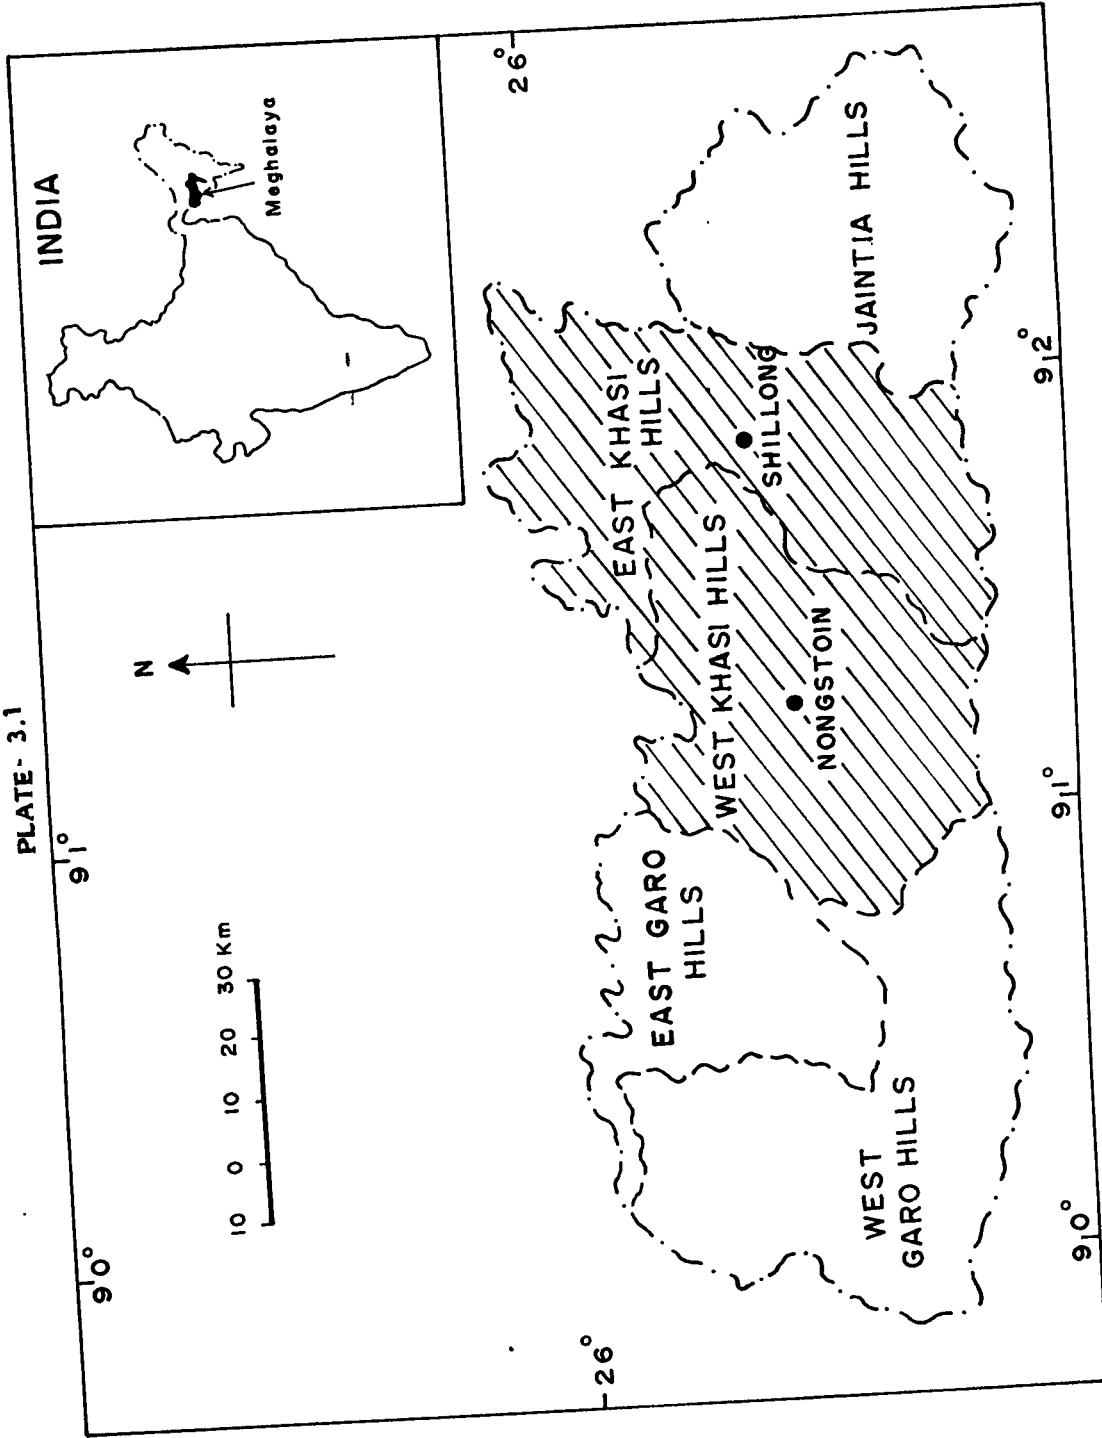 PLATE- 3.1
INDIA
Meghalaya
N
90°
91°
10 0 10 20 30 Km
26°
26°
EAST KHASI
HILLS
WEST KHASI HILLS
SHILLONG
NONGSTOIN
JAINTIA HILLS
EAST GARO
HILLS
WEST
GARO HILLS
90°
91°
92°